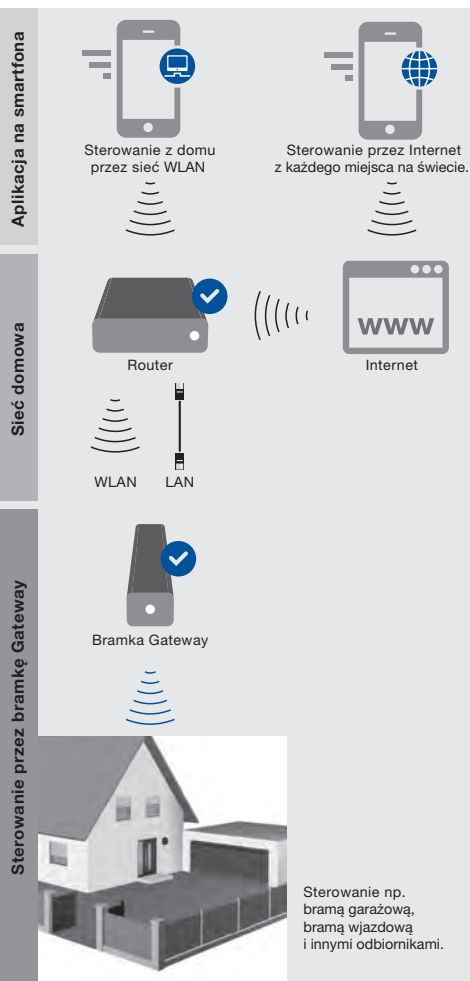 Aplikacja na smartfona
Sterowanie z domu
przez sieć WLAN
Sterowanie przez Internet
z każdego miejsca na świecie.
Sieć domowa
Router
www
Internet
WLAN
LAN
Sterowanie przez bramkę Gateway
Bramka Gateway
Sterowanie np.
bramą garażową,
bramą wjazdową
i innymi odbiornikami.